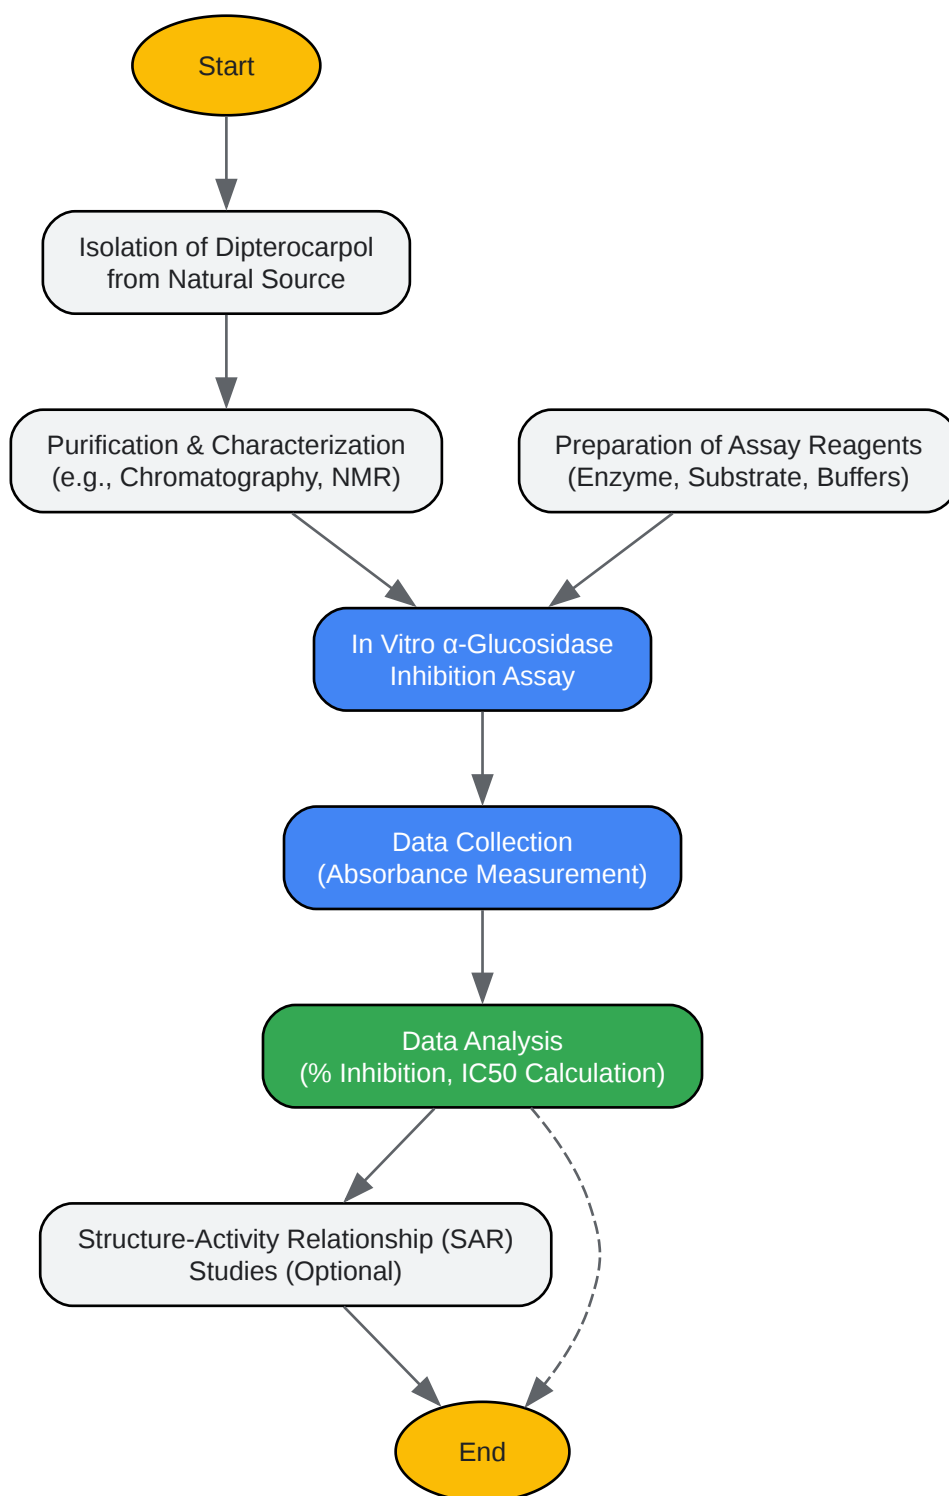 Start
Isolation of Dipterocarpol
from Natural Source
Purification & Characterization
(e.g., Chromatography, NMR)
Preparation of Assay Reagents
(Enzyme, Substrate, Buffers)
In Vitro α-Glucosidase
Inhibition Assay
Data Collection
(Absorbance Measurement)
Data Analysis
(% Inhibition, IC50 Calculation)
Structure-Activity Relationship (SAR)
Studies (Optional)
End